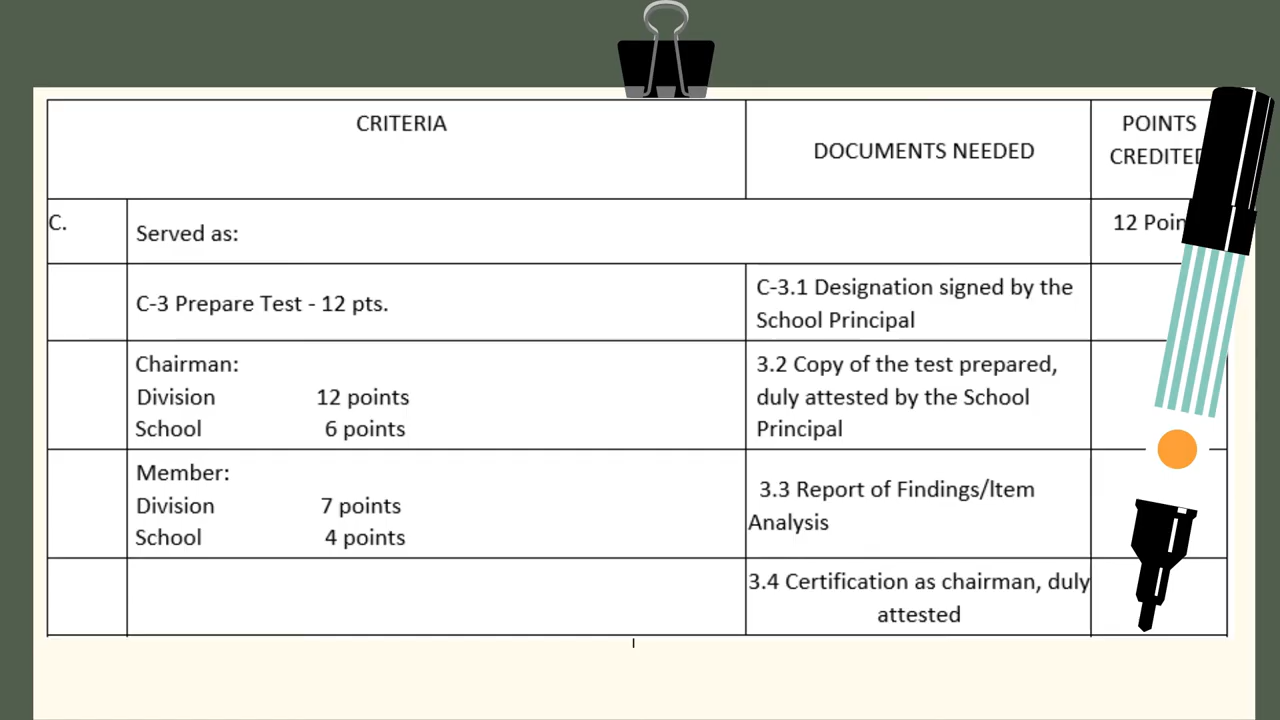 CRITERIA
DOCUMENTS NEEDED
POINTS
CREDITED
C.
Served as:
12 Poin
C-3 Prepare Test - 12 pts.
C-3.1 Designation signed by the
School Principal
Chairman:
Division 12 points
School 6 points
3.2 Copy of the test prepared,
duly attested by the School
Principal
Member:
Division 7 points
School 4 points
3.3 Report of Findings/Item
Analysis
3.4 Certification as chairman, duly
attested